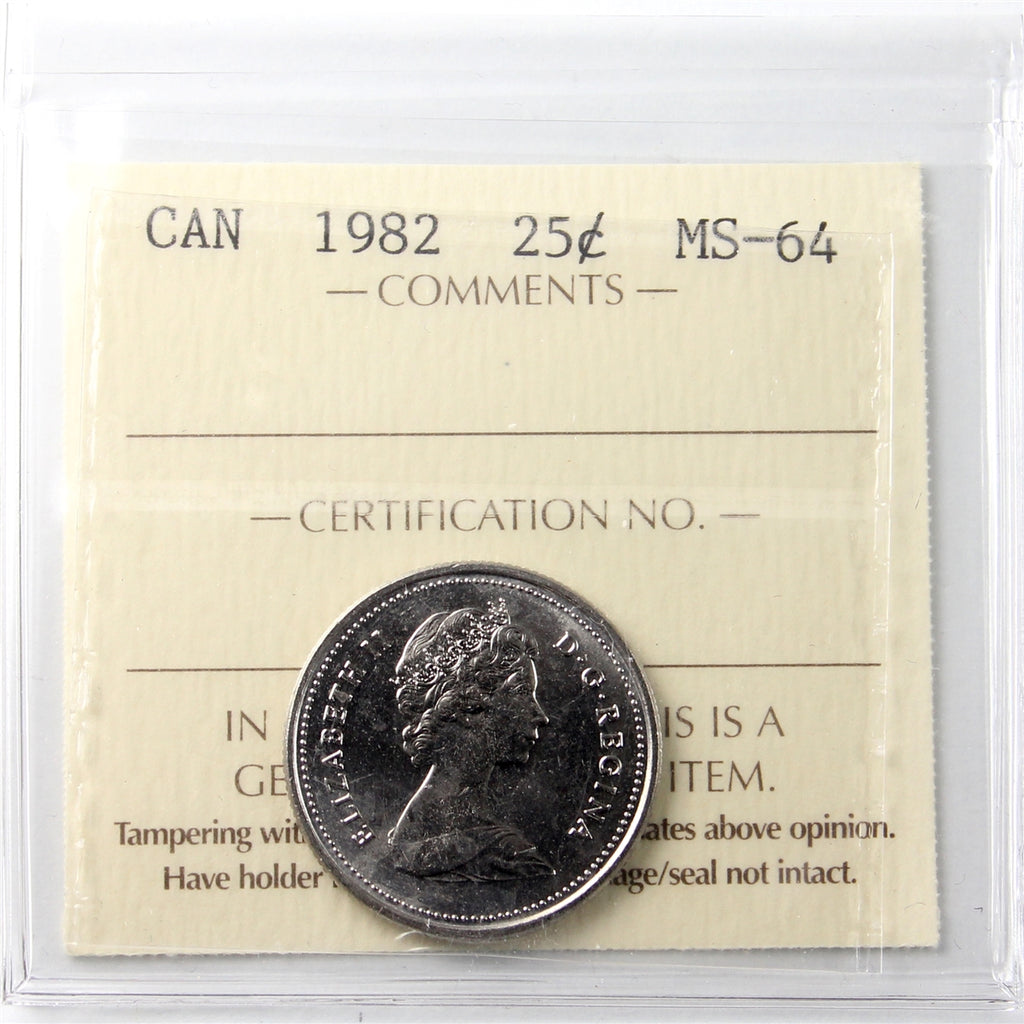 CAN 1982 25¢ MS-64
— COMMENTS —
— CERTIFICATION NO. —
ELIZABETH II D·G·REGINA
IN IS IS A
GE ITEM.
Tampering wit ates above opinion.
Have holder age/seal not intact.